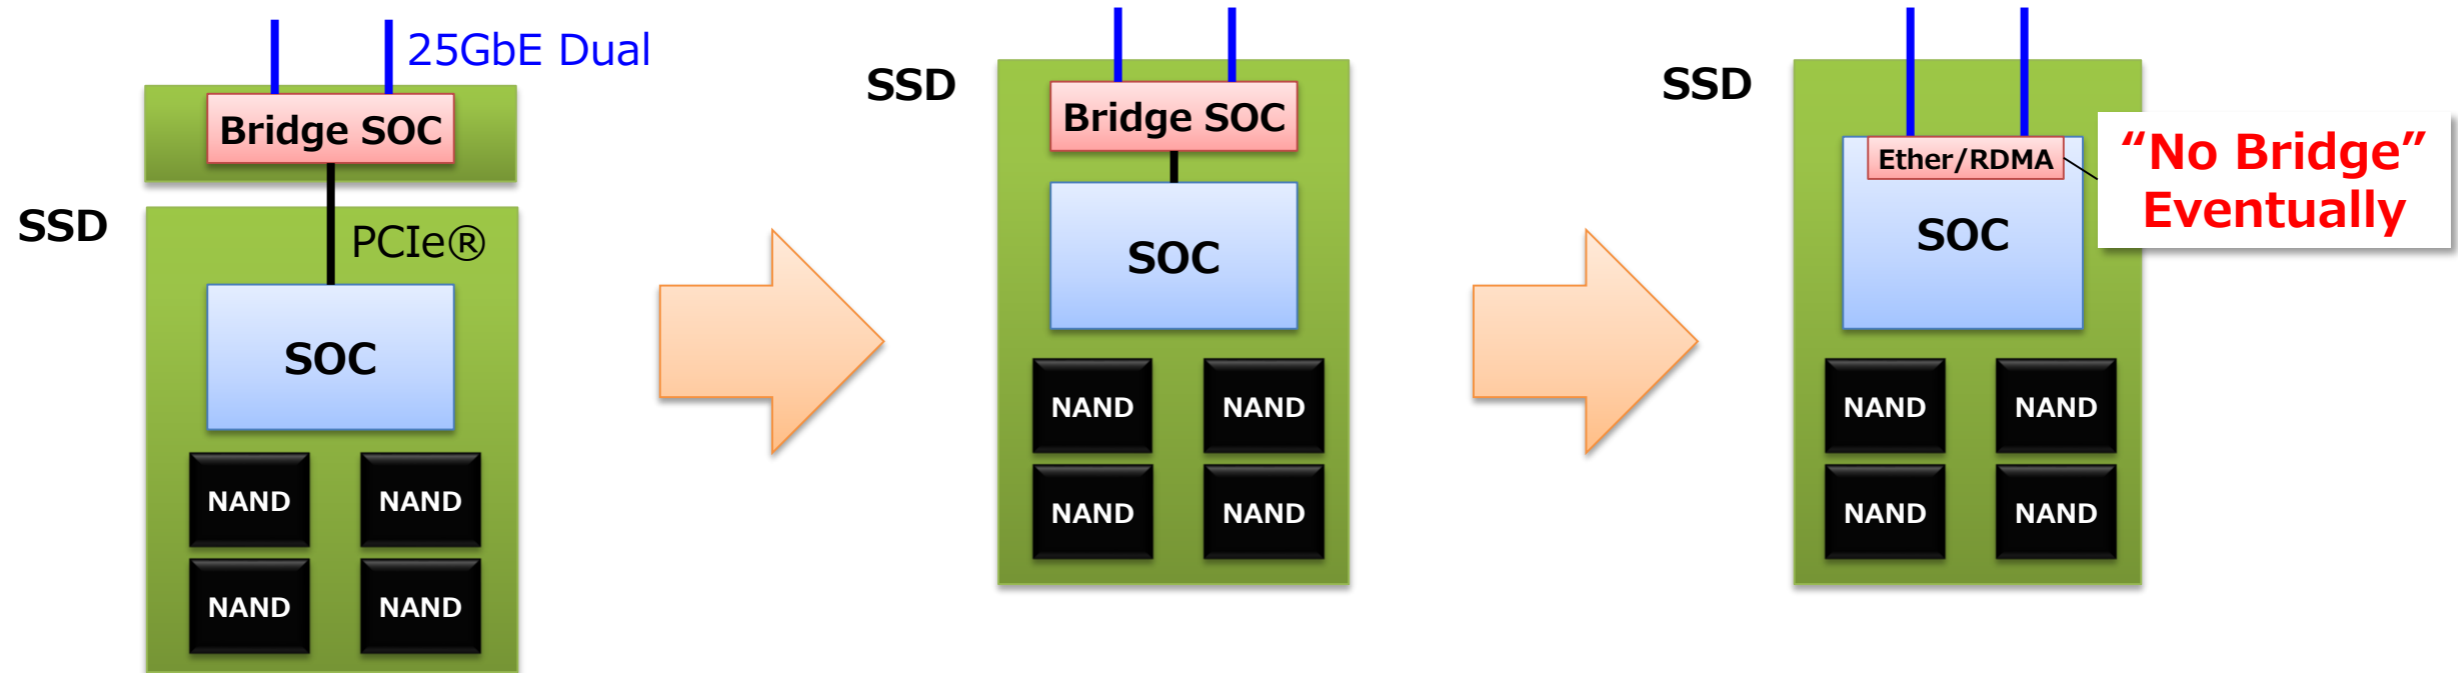 25GbE Dual
Bridge SOC
SSD
PCIe®
SOC
NAND NAND
NAND NAND
SSD
Bridge SOC
SOC
NAND NAND
NAND NAND
SSD
Ether/RDMA
SOC
“No Bridge”
Eventually
NAND NAND
NAND NAND